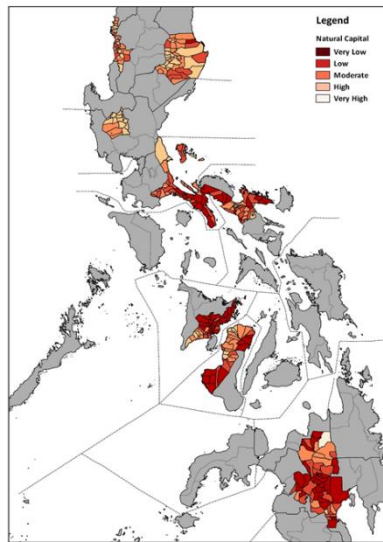 Legend
Natural Capital
Very Low
Low
Moderate
High
Very High